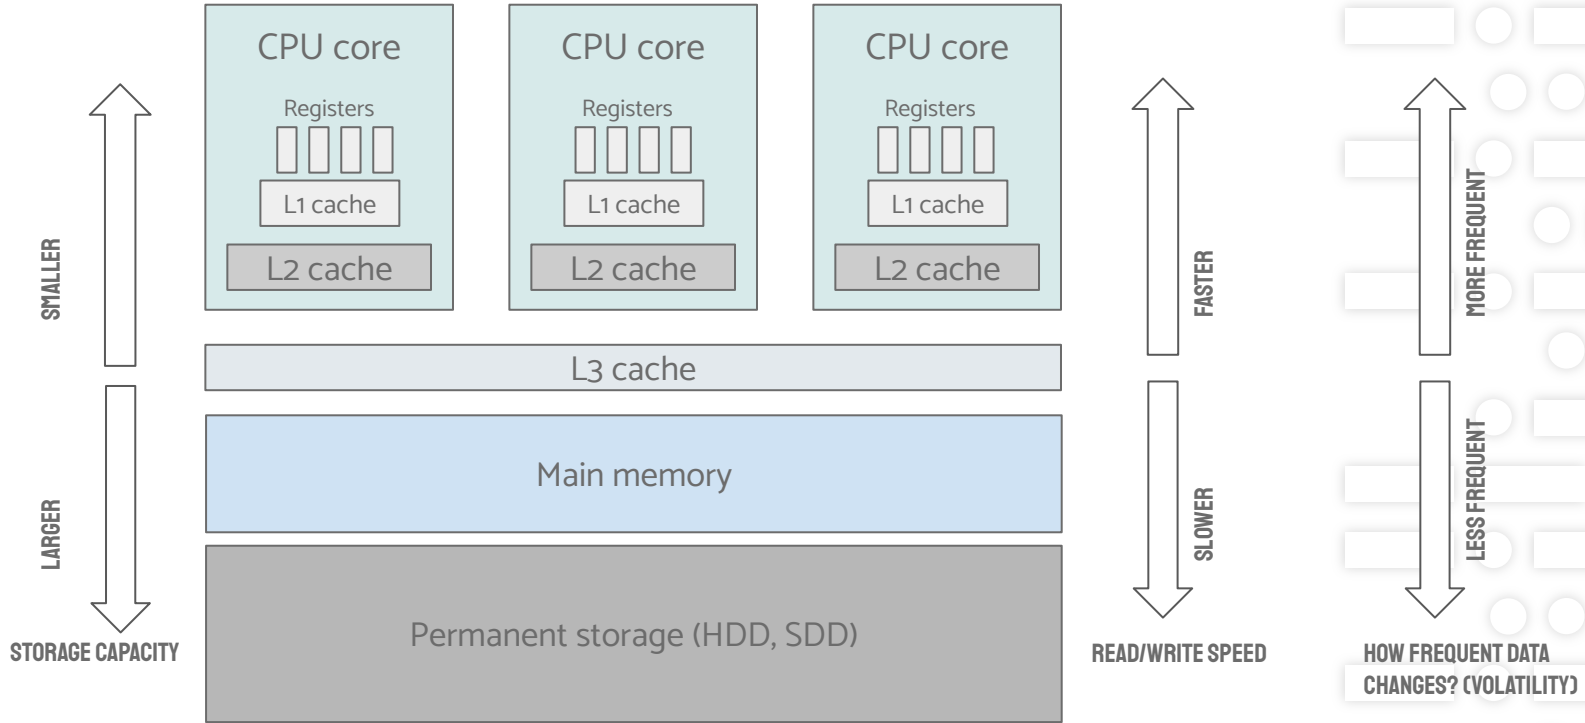 CPU core
CPU core
CPU core
Registers
Registers
Registers
L1 cache
L1 cache
L1 cache
L2 cache
L2 cache
L2 cache
L3 cache
Main memory
Permanent storage (HDD, SDD)
SMALLER
LARGER
STORAGE CAPACITY
FASTER
SLOWER
READ/WRITE SPEED
MORE FREQUENT
LESS FREQUENT
HOW FREQUENT DATA
CHANGES? (VOLATILITY)